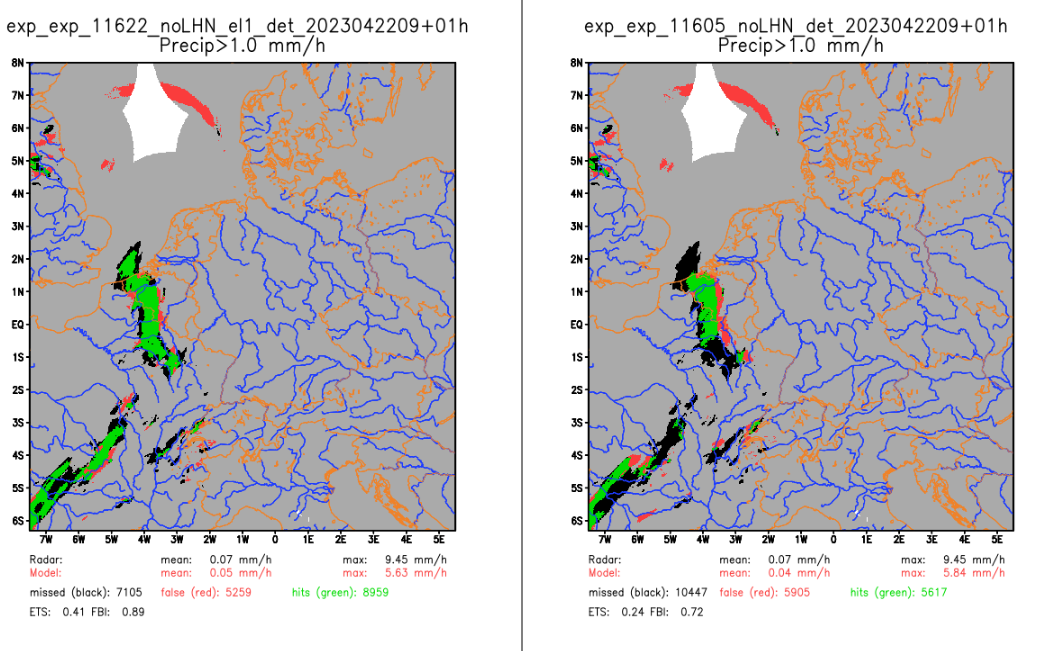 exp_exp_11622_noLHN_el1_det_2023042209+01h
Precip>1.0 mm/h
8N
7N
6N
5N
4N
3N
2N
1N
EQ
1S
2S
3S
4S
5S
6S
7W 6W 5W 4W 3W 2W 1W 0 1E 2E 3E 4E 5E
Radar: mean: 0.07 mm/h max: 9.45 mm/h
Model: mean: 0.05 mm/h max: 5.63 mm/h
missed (black): 7105 false (red): 5259 hits (green): 8959
ETS: 0.41 FBI: 0.89
exp_exp_11605_noLHN_det_2023042209+01h
Precip>1.0 mm/h
8N
7N
6N
5N
4N
3N
2N
1N
EQ
1S
2S
3S
4S
5S
6S
7W 6W 5W 4W 3W 2W 1W 0 1E 2E 3E 4E 5E
Radar: mean: 0.07 mm/h max: 9.45 mm/h
Model: mean: 0.04 mm/h max: 5.84 mm/h
missed (black): 10447 false (red): 5905 hits (green): 5617
ETS: 0.24 FBI: 0.72